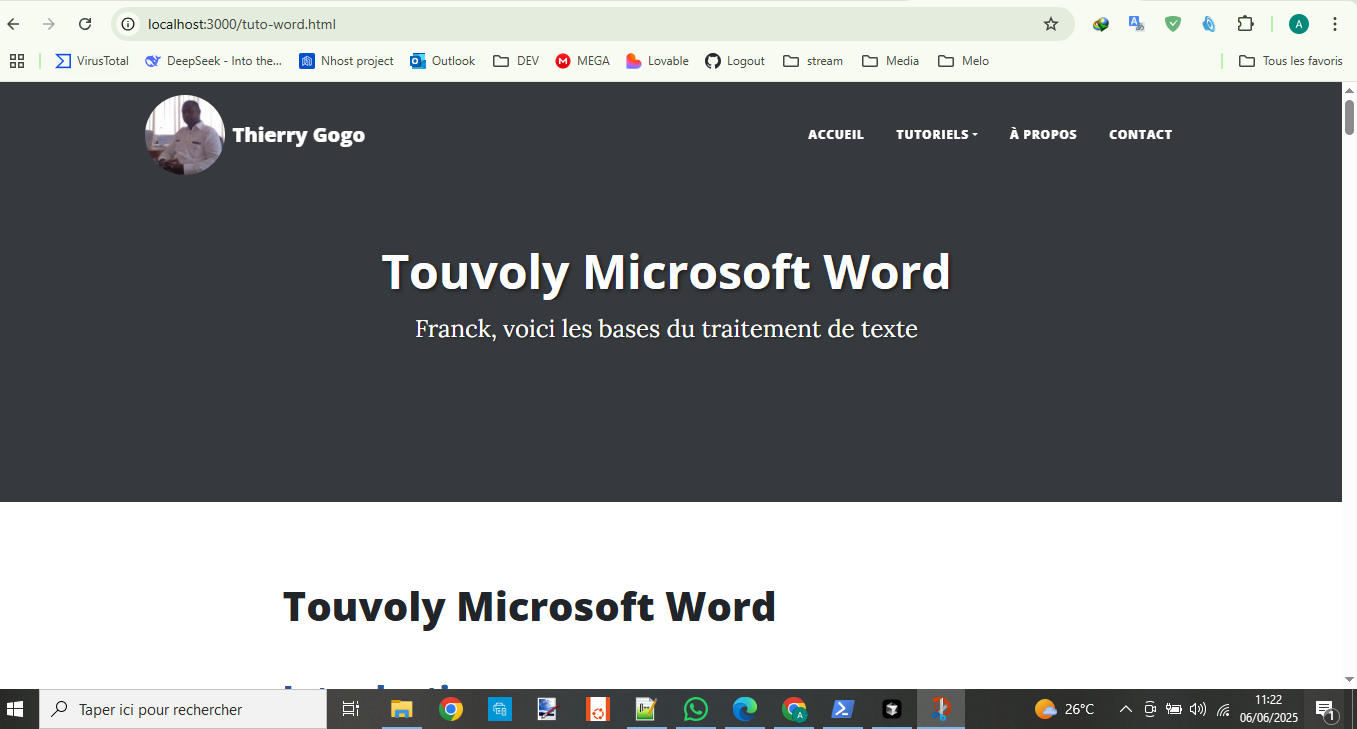 localhost:3000/tuto-word.html
A
VirusTotal DeepSeek - Into the... Nhost project Outlook DEV MEGA Lovable Logout stream Media Melo Tous les favoris
Thierry Gogo ACCUEIL TUTORIELS À PROPOS CONTACT
Touvoly Microsoft Word
Franck, voici les bases du traitement de texte
Touvoly Microsoft Word
Taper ici pour rechercher
26°C
11:22
06/06/2025
1